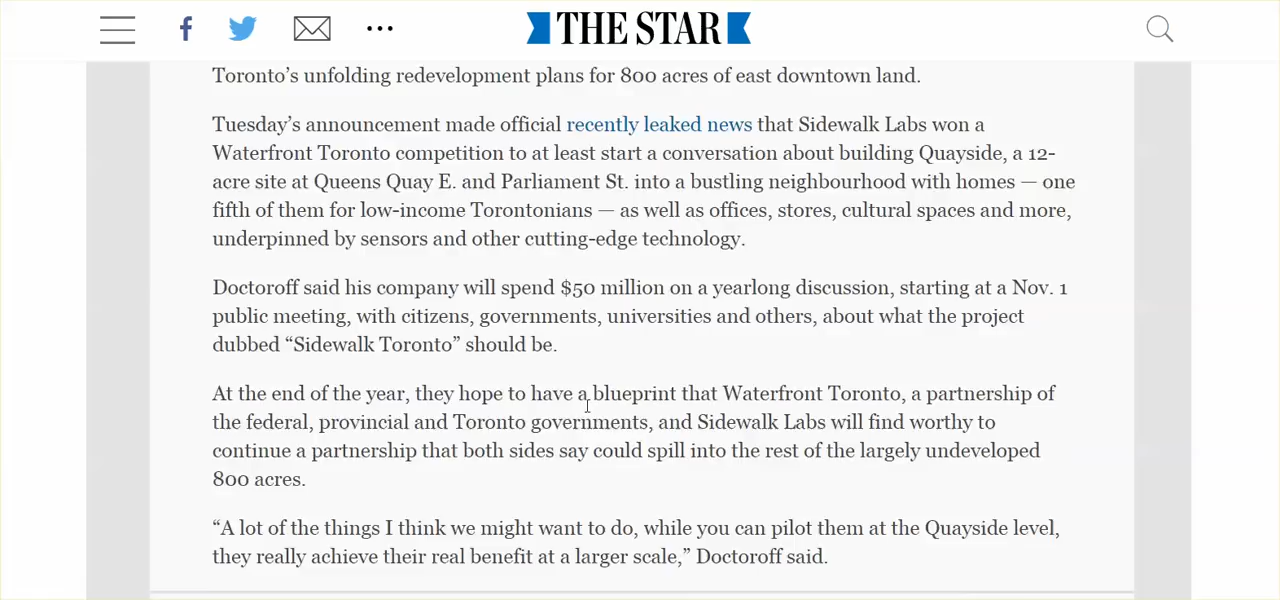 THE STAR
Toronto’s unfolding redevelopment plans for 800 acres of east downtown land.
Tuesday’s announcement made official recently leaked news that Sidewalk Labs won a
Waterfront Toronto competition to at least start a conversation about building Quayside, a 12-
acre site at Queens Quay E. and Parliament St. into a bustling neighbourhood with homes — one
fifth of them for low-income Torontonians — as well as offices, stores, cultural spaces and more,
underpinned by sensors and other cutting-edge technology.
Doctoroff said his company will spend $50 million on a yearlong discussion, starting at a Nov. 1
public meeting, with citizens, governments, universities and others, about what the project
dubbed “Sidewalk Toronto” should be.
At the end of the year, they hope to have a blueprint that Waterfront Toronto, a partnership of
the federal, provincial and Toronto governments, and Sidewalk Labs will find worthy to
continue a partnership that both sides say could spill into the rest of the largely undeveloped
800 acres.
“A lot of the things I think we might want to do, while you can pilot them at the Quayside level,
they really achieve their real benefit at a larger scale,” Doctoroff said.